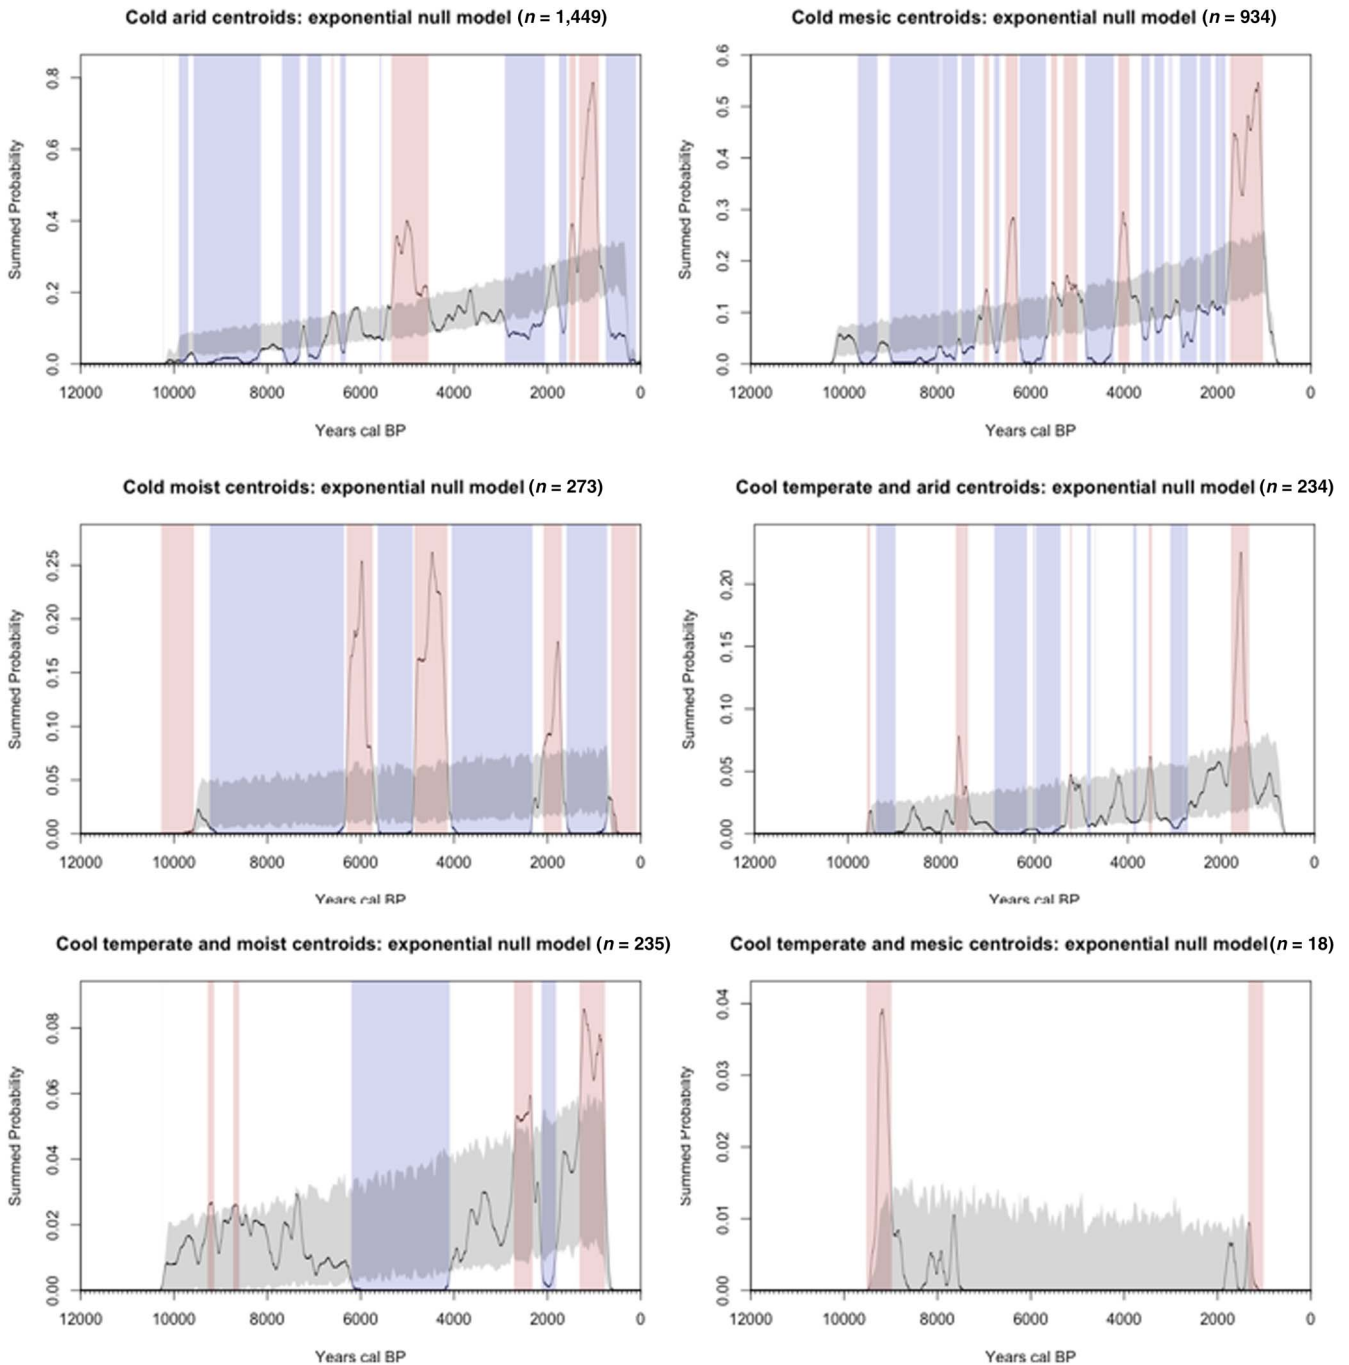 Cold arid centroids: exponential null model (n = 1,449)
Summed Probability
0.0 0.2 0.4 0.6 0.8
12000 10000 8000 6000 4000 2000 0
Years cal BP
Cold mesic centroids: exponential null model (n = 934)
Summed Probability
0.0 0.1 0.2 0.3 0.4 0.5 0.6
12000 10000 8000 6000 4000 2000 0
Years cal BP
Cold moist centroids: exponential null model (n = 273)
Summed Probability
0.00 0.05 0.10 0.15 0.20 0.25
12000 10000 8000 6000 4000 2000 0
Years cal BP
Cool temperate and arid centroids: exponential null model (n = 234)
Summed Probability
0.00 0.05 0.10 0.15 0.20
12000 10000 8000 6000 4000 2000 0
Years cal BP
Cool temperate and moist centroids: exponential null model (n = 235)
Summed Probability
0.00 0.02 0.04 0.06 0.08
12000 10000 8000 6000 4000 2000 0
Years cal BP
Cool temperate and mesic centroids: exponential null model(n = 18)
Summed Probability
0.00 0.01 0.02 0.03 0.04
12000 10000 8000 6000 4000 2000 0
Years cal BP